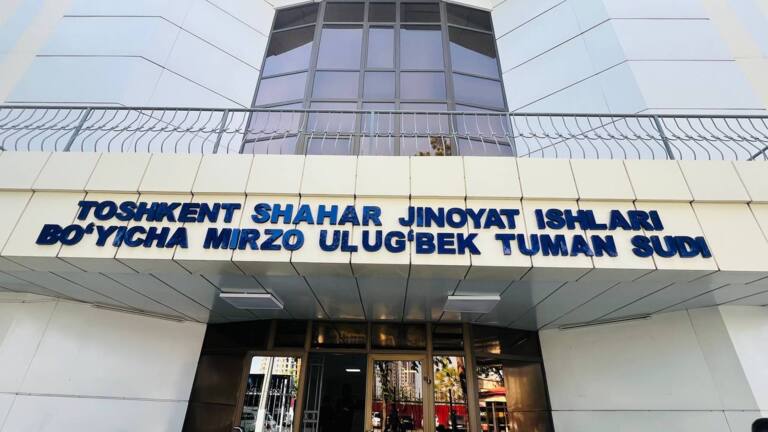 TOSHKENT SHAHAR JINOYAT ISHLARI
BO‘YICHA MIRZO ULUG‘BEK TUMAN SUDI